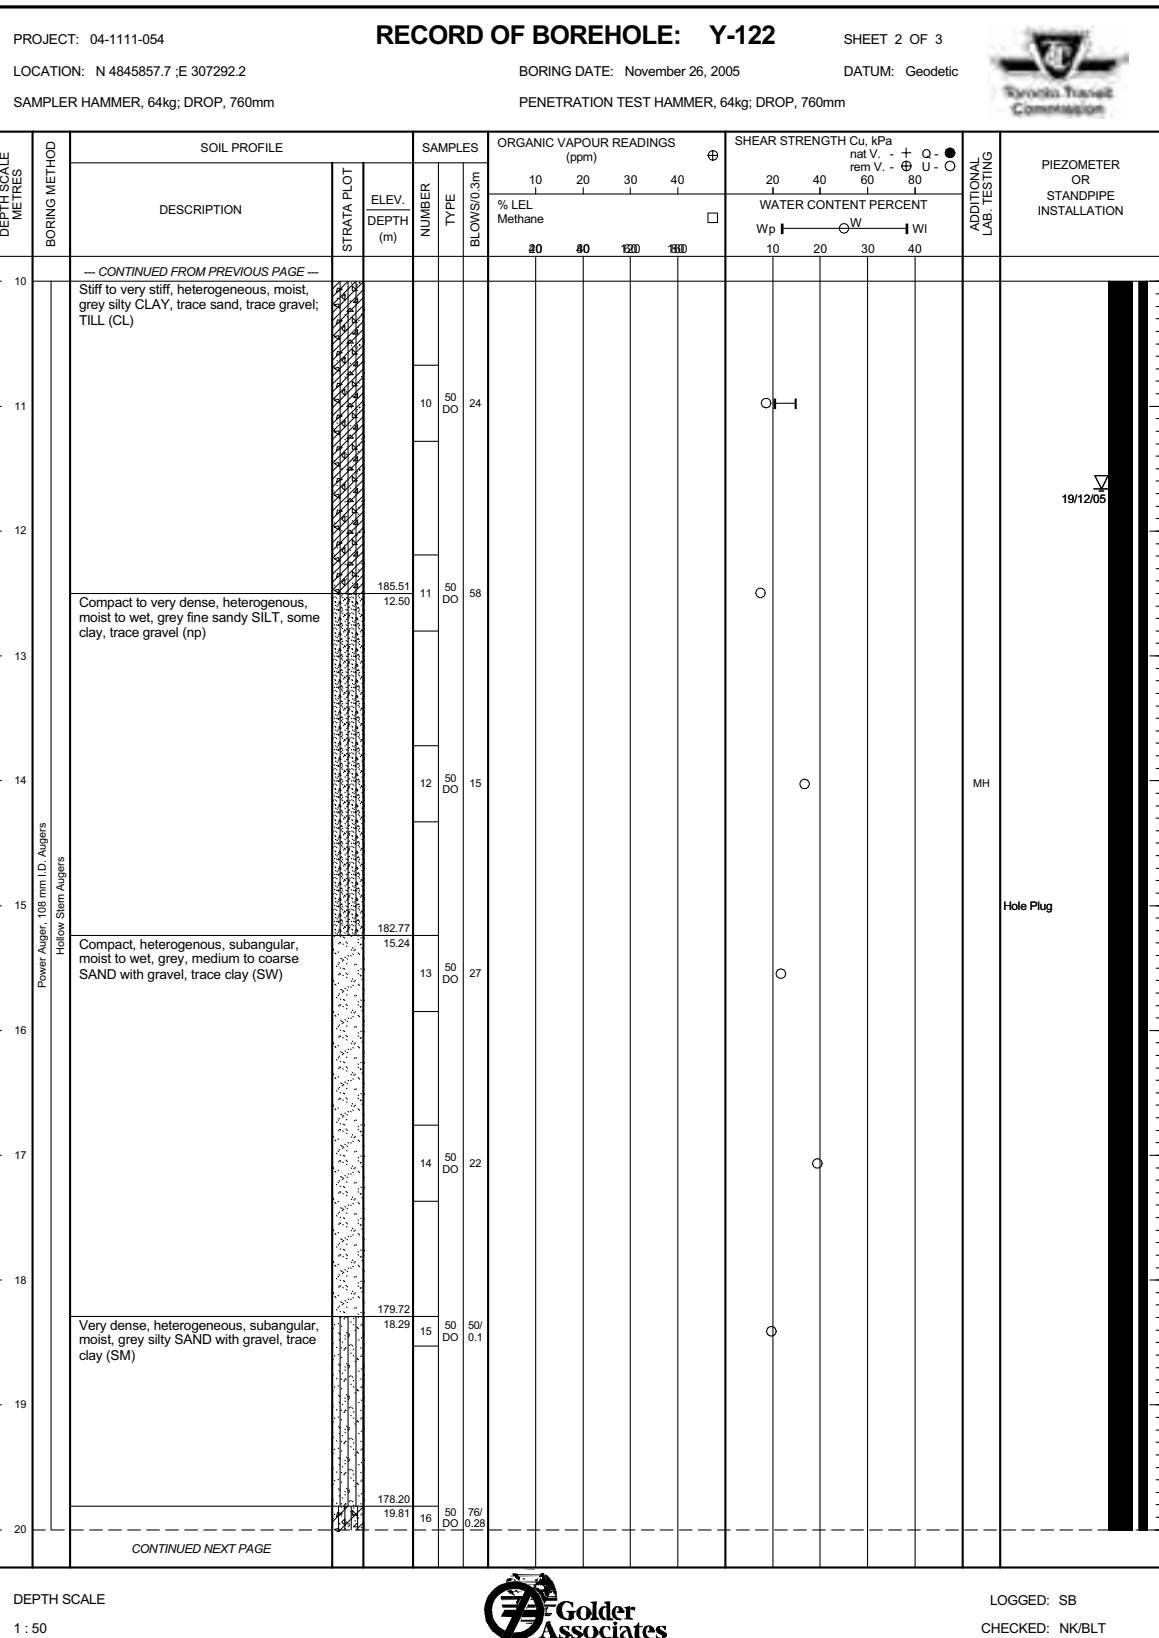 PROJECT: 04-1111-054
RECORD OF BOREHOLE: Y-122
SHEET 2 OF 3
LOCATION: N 4845857.7 ;E 307292.2
BORING DATE: November 26, 2005
DATUM: Geodetic
SAMPLER HAMMER, 64kg; DROP, 760mm
PENETRATION TEST HAMMER, 64kg; DROP, 760mm
Toronto Transit
Commission
DEPTH SCALE
METRES
BORING METHOD
SOIL PROFILE
DESCRIPTION
STRATA PLOT
ELEV.
DEPTH
(m)
SAMPLES
NUMBER
TYPE
BLOWS/0.3m
ORGANIC VAPOUR READINGS
(ppm) ⊕
10 20 30 40
% LEL
Methane □
SHEAR STRENGTH Cu, kPa
nat V. - + Q - ●
rem V. - ⊕ U - ○
20 40 60 80
WATER CONTENT PERCENT
Wp W Wl
10 20 30 40
ADDITIONAL
LAB. TESTING
PIEZOMETER
OR
STANDPIPE
INSTALLATION
--- CONTINUED FROM PREVIOUS PAGE ---
10
Stiff to very stiff, heterogeneous, moist,
grey silty CLAY, trace sand, trace gravel;
TILL (CL)
11
10 50 DO 24
19/12/05
12
185.51
12.50
11 50 DO 58
Compact to very dense, heterogenous,
moist to wet, grey fine sandy SILT, some
clay, trace gravel (np)
13
14
12 50 DO 15
MH
Power Auger, 108 mm I.D. Augers
Hollow Stem Augers
15
Hole Plug
182.77
15.24
Compact, heterogenous, subangular,
moist to wet, grey, medium to coarse
SAND with gravel, trace clay (SW)
13 50 DO 27
16
17
14 50 DO 22
18
179.72
18.29
Very dense, heterogeneous, subangular,
moist, grey silty SAND with gravel, trace
clay (SM)
15 50 DO 50/ 0.1
19
178.20
19.81
16 50 DO 76/ 0.28
20
CONTINUED NEXT PAGE
DEPTH SCALE
1 : 50
Golder
Associates
LOGGED: SB
CHECKED: NK/BLT